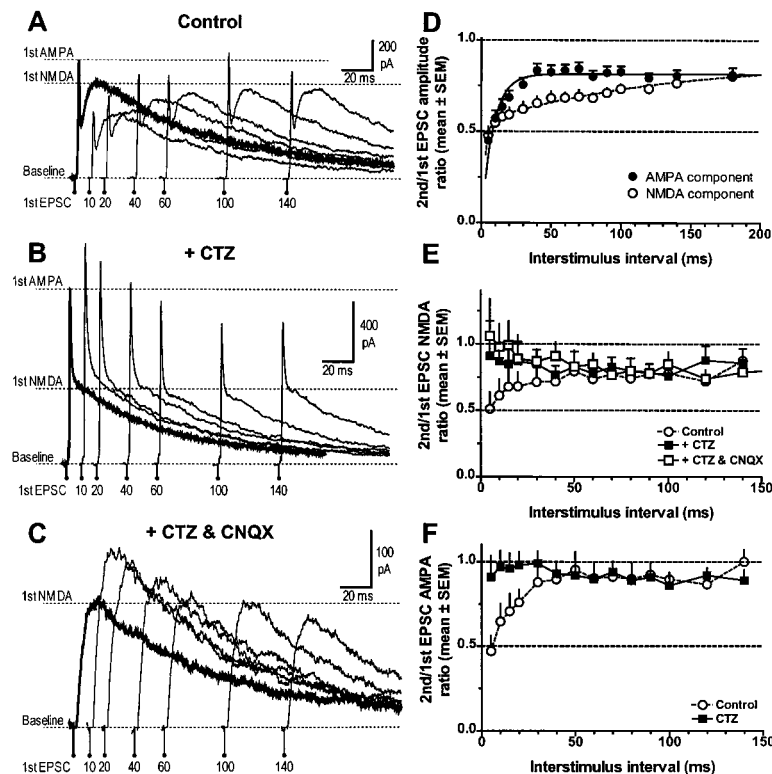 A
Control
1st AMPA
1st NMDA
Baseline
200
pA
20 ms
1st EPSC 10 20 40 60 100 140
B
+ CTZ
1st AMPA
1st NMDA
Baseline
400
pA
20 ms
1st EPSC 10 20 40 60 100 140
C
+ CTZ & CNQX
1st NMDA
Baseline
100
pA
20 ms
1st EPSC 10 20 40 60 100 140
D
2nd/1st EPSC amplitude
ratio (mean ± SEM)
1.0
0.5
0.0
AMPA component
NMDA component
0 50 100 150 200
Interstimulus interval (ms)
E
2nd/1st EPSC NMDA
ratio (mean ± SEM)
1.0
0.5
0.0
Control
+ CTZ
+ CTZ & CNQX
0 50 100 150
Interstimulus interval (ms)
F
2nd/1st EPSC AMPA
ratio (mean ± SEM)
1.0
0.5
0.0
Control
CTZ
0 50 100 150
Interstimulus interval (ms)